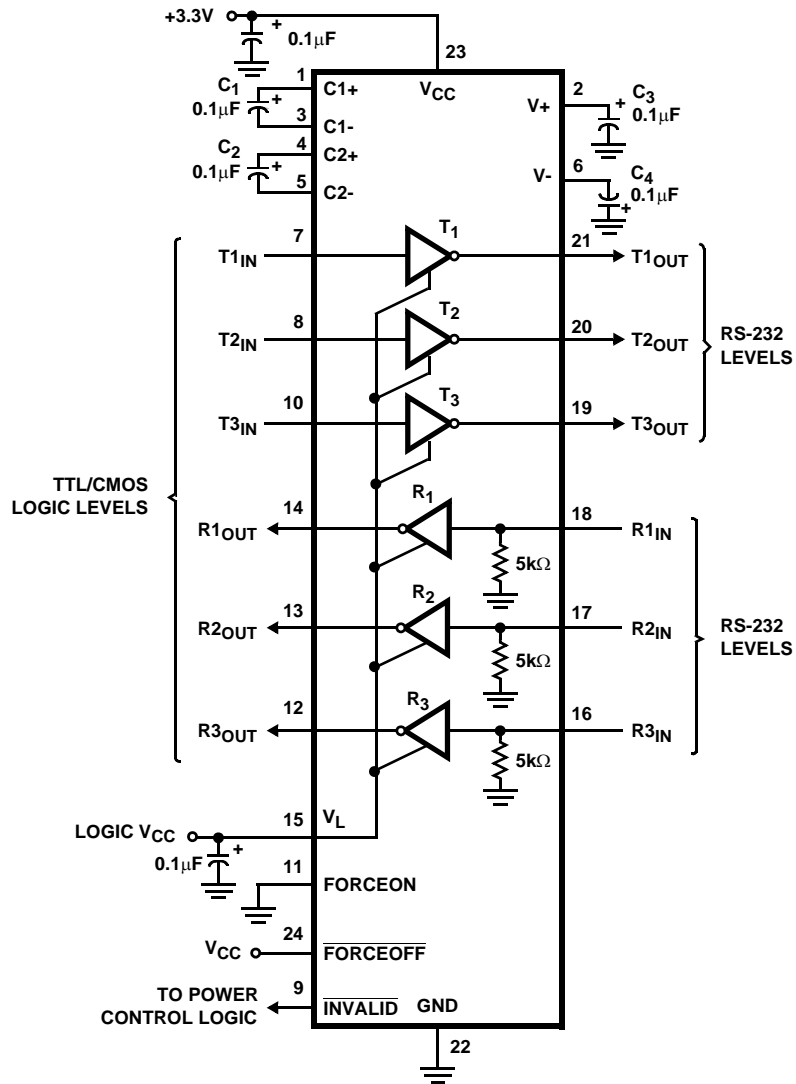 +3.3V
+ 0.1μF
23
1
C1+
VCC
2
V+
C1
0.1μF
+
3
C1-
+
C3
0.1μF
4
C2+
C2
0.1μF
+
5
C2-
6
V-
C4
0.1μF
+
T1
7
T1IN
21
T1OUT
T2
8
T2IN
20
T2OUT
RS-232
LEVELS
T3
10
T3IN
19
T3OUT
TTL/CMOS
LOGIC LEVELS
R1
14
R1OUT
18
R1IN
5kΩ
R2
13
R2OUT
17
R2IN
5kΩ
RS-232
LEVELS
R3
12
R3OUT
16
R3IN
5kΩ
LOGIC VCC
15
VL
0.1μF
+
11
FORCEON
24
VCC
FORCEOFF
9
TO POWER
CONTROL LOGIC
INVALID
GND
22